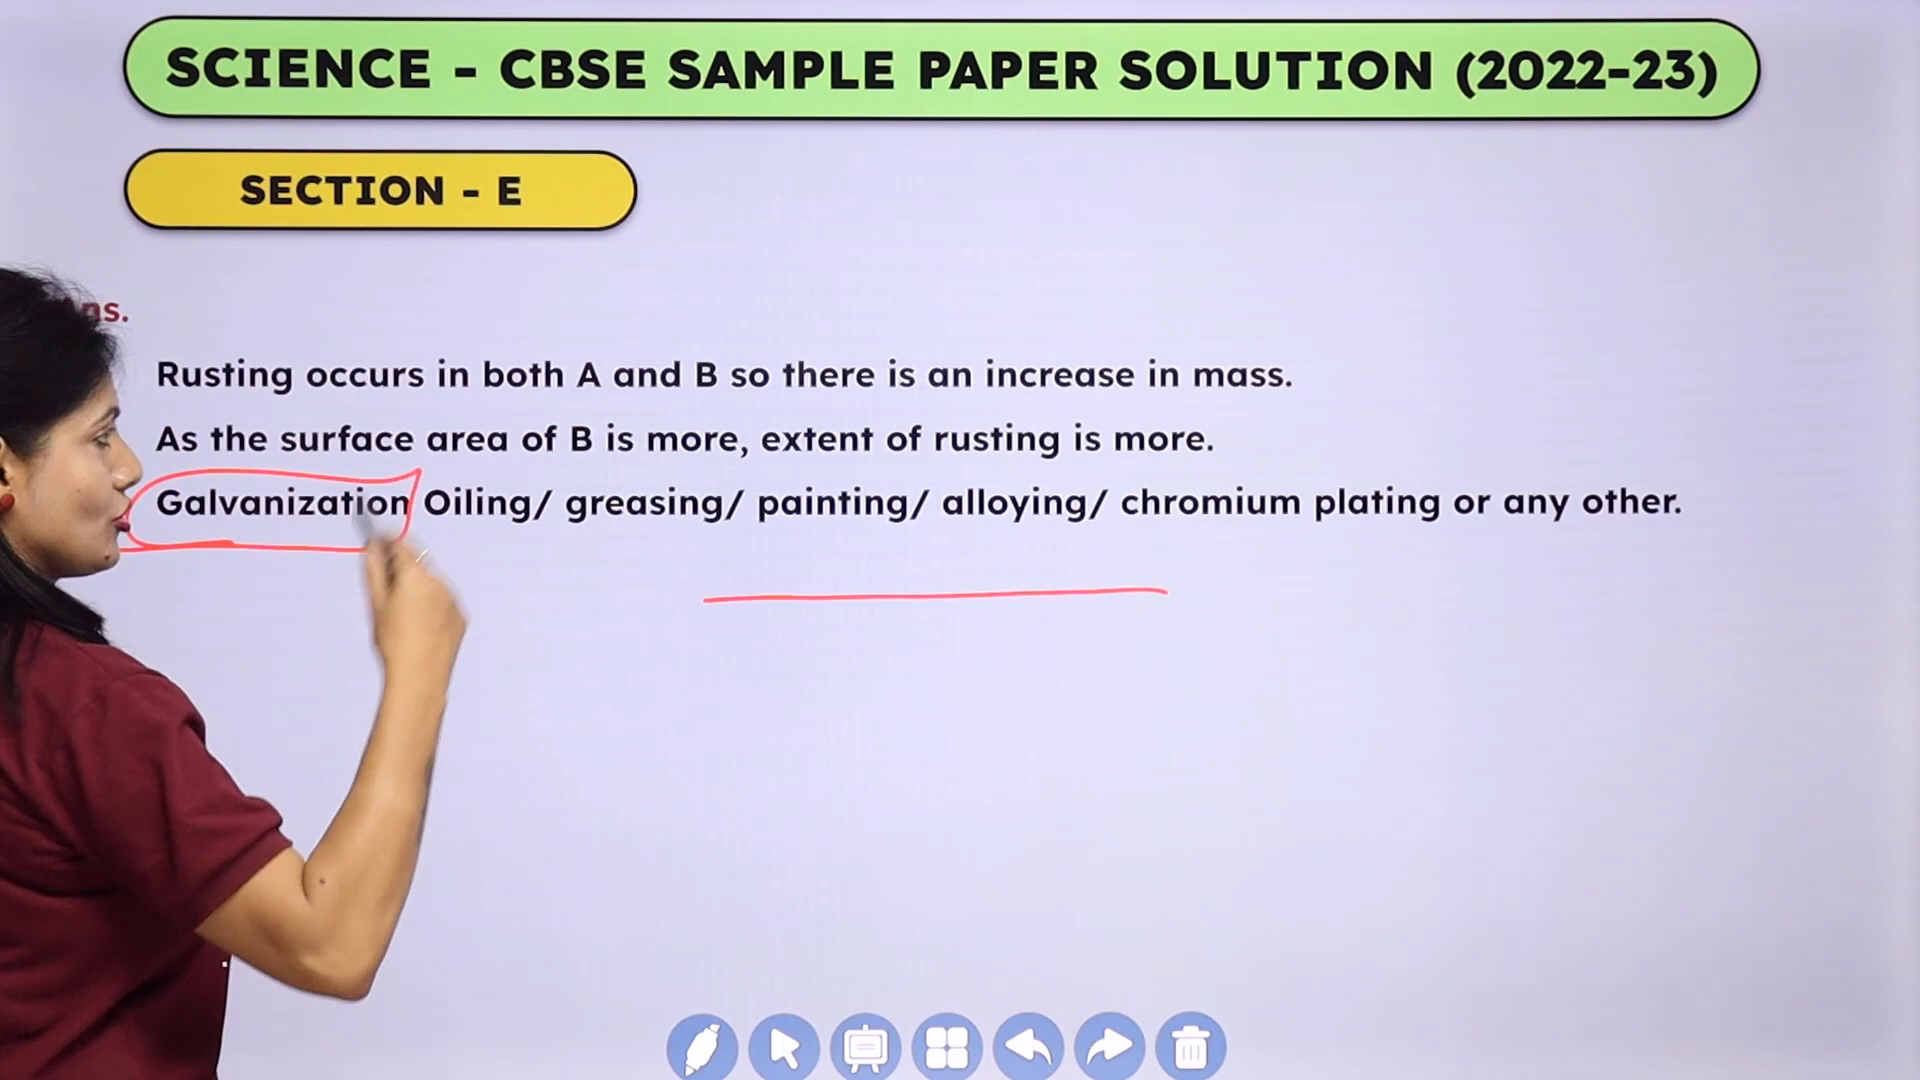 SCIENCE - CBSE SAMPLE PAPER SOLUTION (2022-23)
SECTION - E
Rusting occurs in both A and B so there is an increase in mass.
As the surface area of B is more, extent of rusting is more.
Galvanization Oiling/ greasing/ painting/ alloying/ chromium plating or any other.